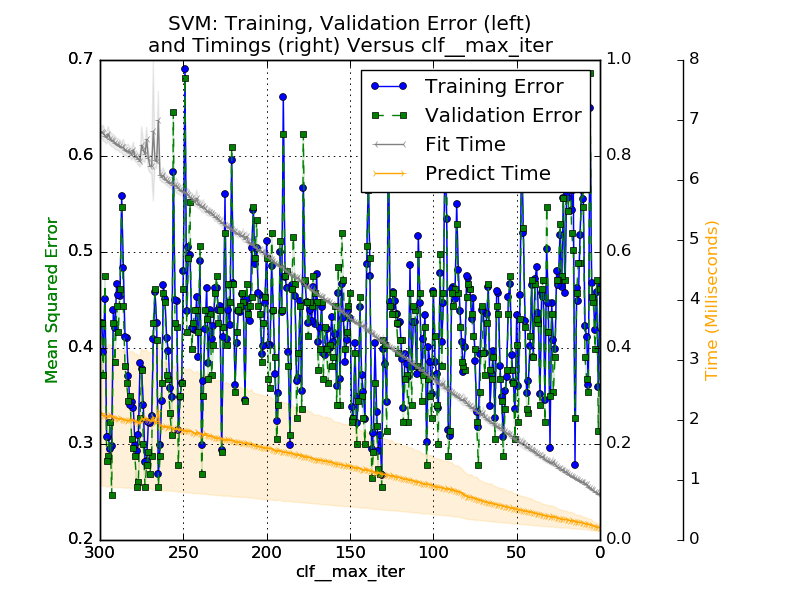 SVM: Training, Validation Error (left)
and Timings (right) Versus clf__max_iter
Training Error
Validation Error
Fit Time
Predict Time
Mean Squared Error
0.7
0.6
0.5
0.4
0.3
0.2
1.0
0.8
0.6
0.4
0.2
0.0
8
7
6
5
4
3
2
1
0
Time (Milliseconds)
300 250 200 150 100 50 0
clf__max_iter